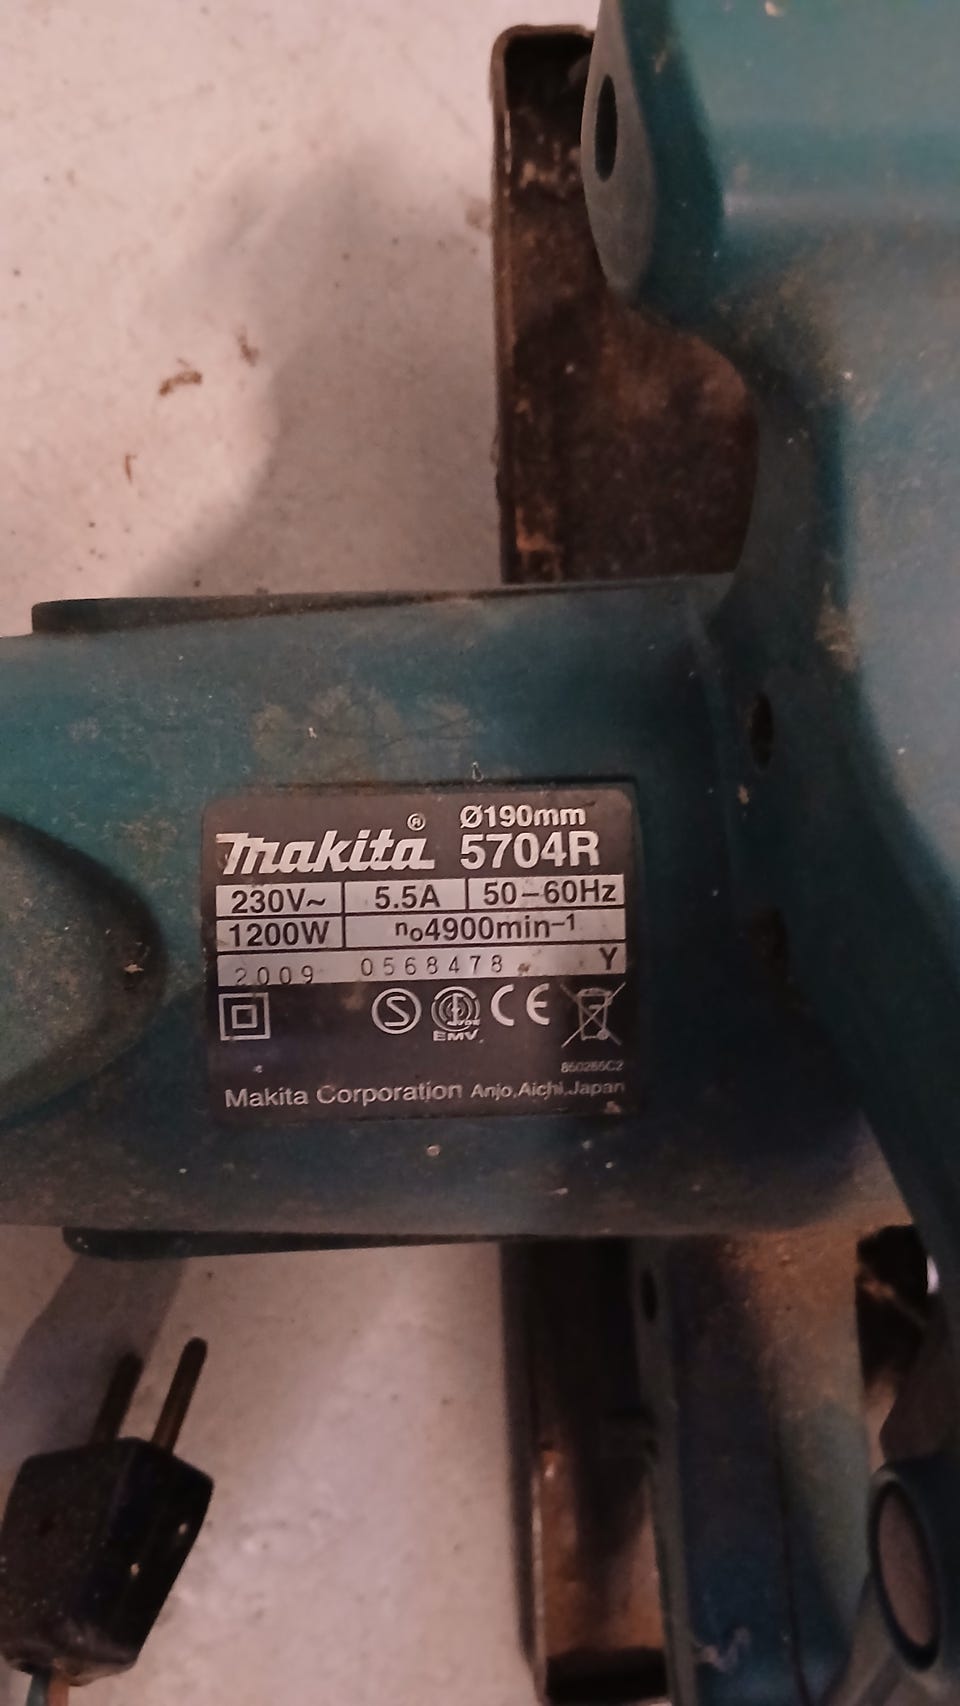 Ø190mm
makita® 5704R
230V~ 5.5A 50-60Hz
1200W n₀4900min⁻¹
2009 0568478 Y
S EMV CE
850266C2
Makita Corporation Anjo,Aichi,Japan